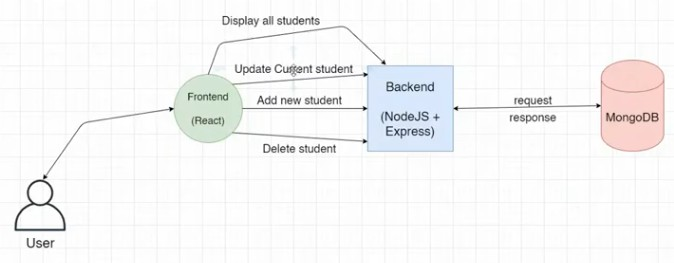 Display all students
Update Current student
Frontend
(React)
Add new student
Delete student
Backend
(NodeJS +
Express)
request
response
MongoDB
User